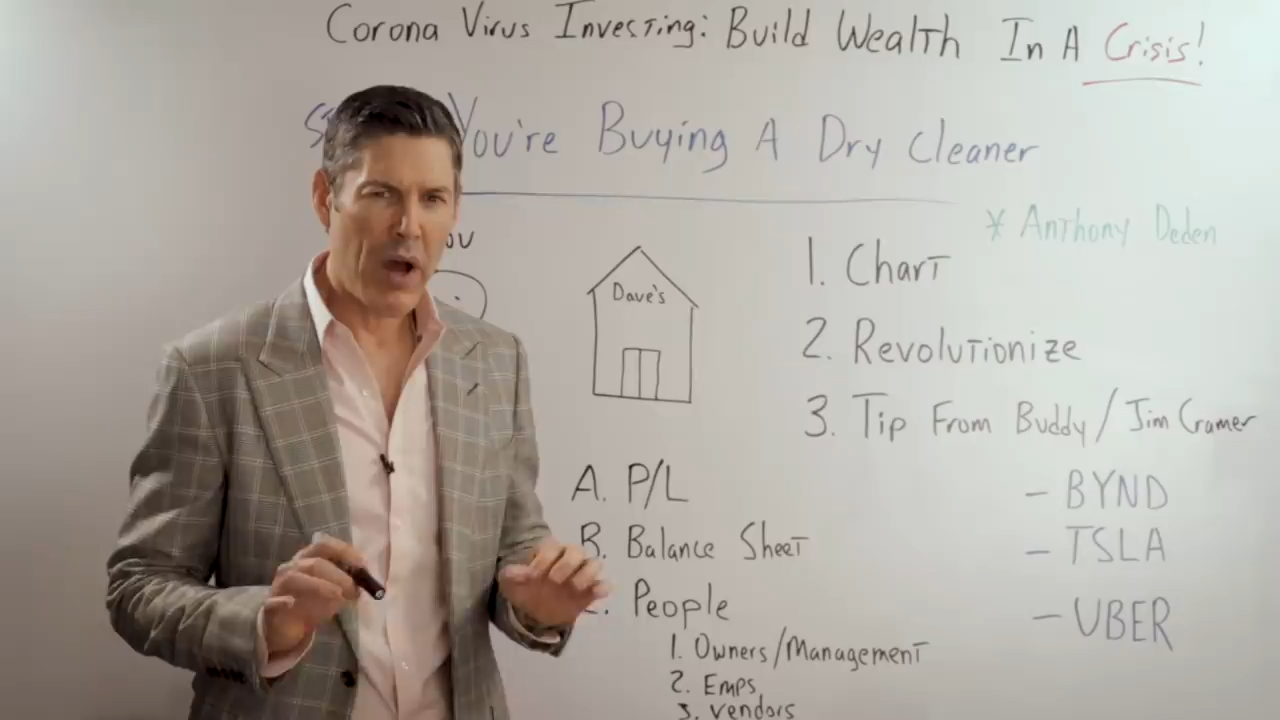 Corona Virus Investing: Build Wealth In A Crisis!
You're Buying A Dry Cleaner
* Anthony Deden
Dave's
1. Chart
2. Revolutionize
3. Tip From Buddy / Jim Cramer
- BYND
- TSLA
- UBER
A. P/L
B. Balance Sheet
People
1. Owners/Management
2. Emps
3. Vendors